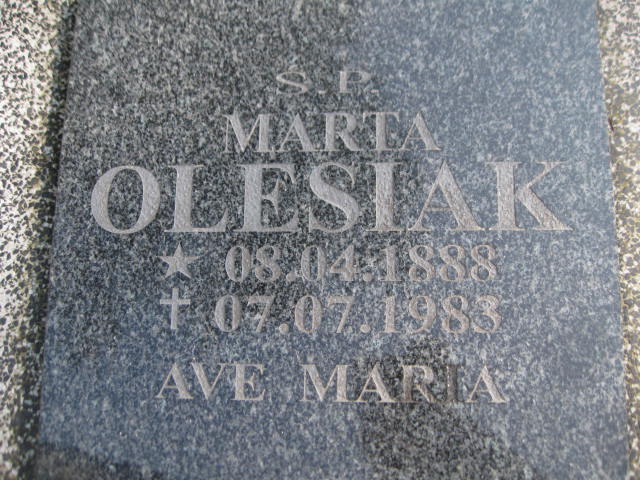 Ś.P.
MARTA
OLESIAK
★ 08.04.1888
✝ 07.07.1983
AVE MARIA